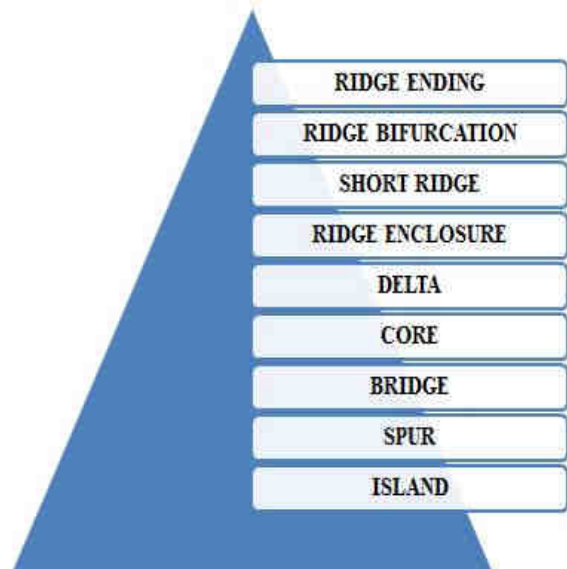 RIDGE ENDING
RIDGE BIFURCATION
SHORT RIDGE
RIDGE ENCLOSURE
DELTA
CORE
BRIDGE
SPUR
ISLAND